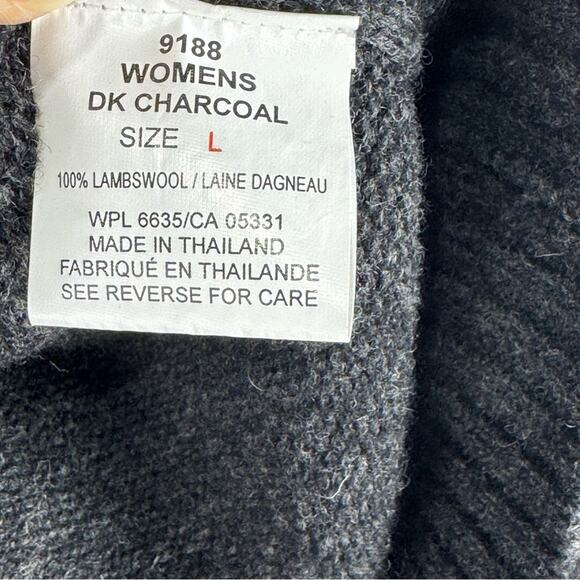 9188
WOMENS
DK CHARCOAL
SIZE L
100% LAMBSWOOL / LAINE DAGNEAU
WPL 6635/CA 05331
MADE IN THAILAND
FABRIQUÉ EN THAILANDE
SEE REVERSE FOR CARE